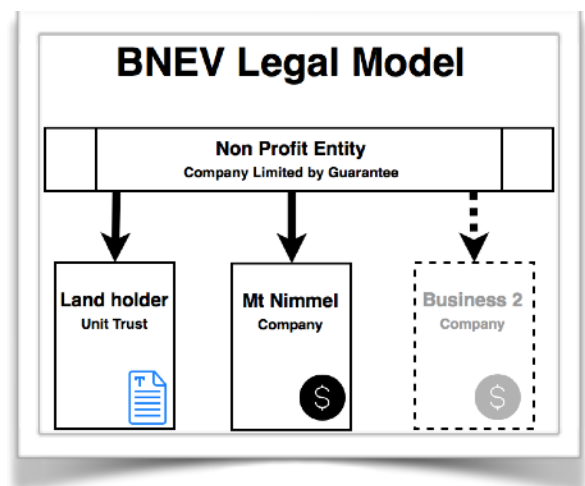 BNEV Legal Model
Non Profit Entity
Company Limited by Guarantee
Land holder
Unit Trust
T
Mt Nimmel
Company
$
Business 2
Company
$